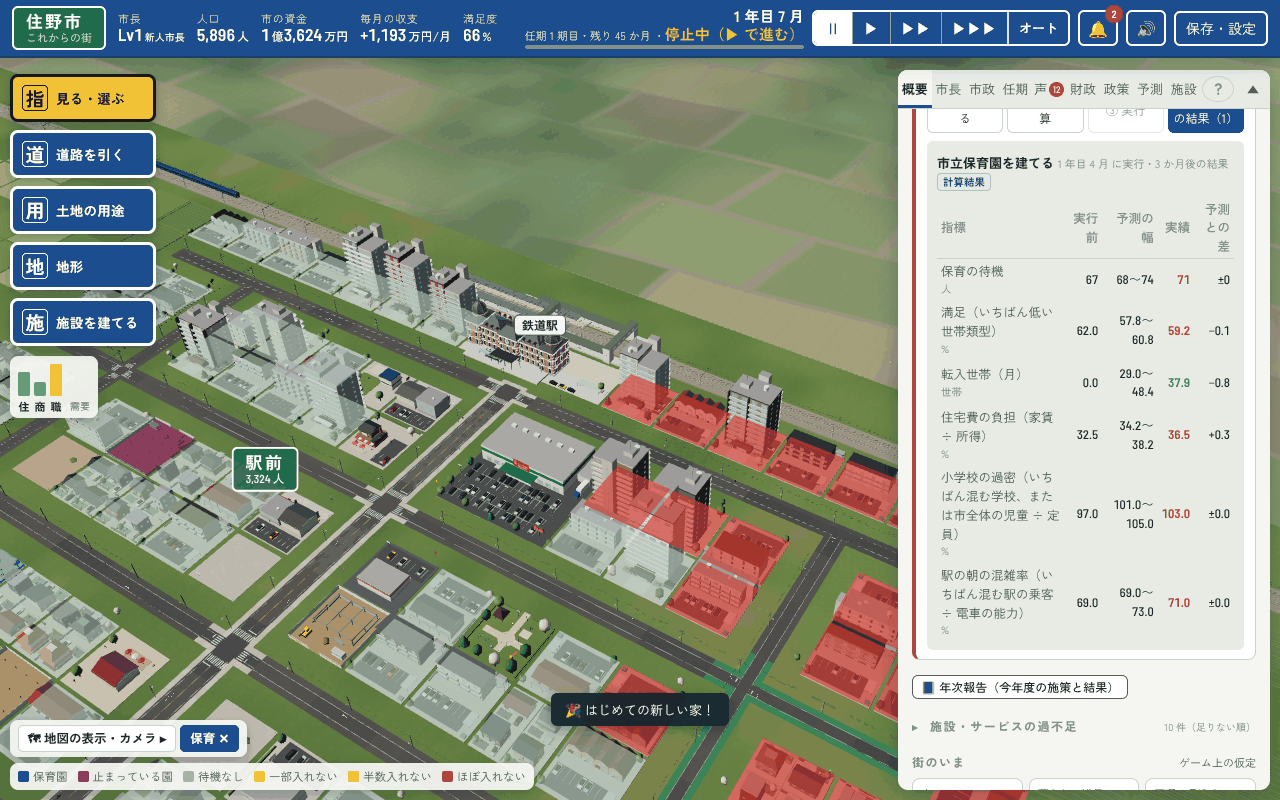 住野市
これからの街
市長
Lv1 新人市長
人口
5,896 人
市の資金
1億3,624万円
毎月の収支
+1,193万円/月
満足度
66%
1年目7月
任期1期目・残り45か月・停止中（▶で進む）
オート
2
保存・設定
指 見る・選ぶ
道 道路を引く
用 土地の用途
地 地形
施 施設を建てる
住 商 職 需要
鉄道駅
駅前
3,324人
🎉 はじめての新しい家！
🗺 地図の表示・カメラ ▸
保育 ✕
保育園 止まっている園 待機なし 一部入れない 半数入れない ほぼ入れない
概要 市長 市政 任期 声 12 財政 政策 予測 施設 ? ▲
る
算
③ 実行
の結果（1）
市立保育園を建てる 1年目4月に実行・3か月後の結果
計算結果
指標 実行前 予測の幅 実績 予測との差
保育の待機 67 68〜74 71 ±0
人
満足（いちばん低い世帯類型） 62.0 57.8〜60.8 59.2 −0.1
%
転入世帯（月） 0.0 29.0〜48.4 37.9 −0.8
世帯
住宅費の負担（家賃÷所得） 32.5 34.2〜38.2 36.5 +0.3
%
小学校の過密（いちばん混む学校、または市全体の児童÷定員） 97.0 101.0〜105.0 103.0 ±0.0
%
駅の朝の混雑率（いちばん混む駅の乗客÷電車の能力） 69.0 69.0〜73.0 71.0 ±0.0
%
年次報告（今年度の施策と結果）
▸ 施設・サービスの過不足 10件（足りない順）
街のいま ゲーム上の仮定